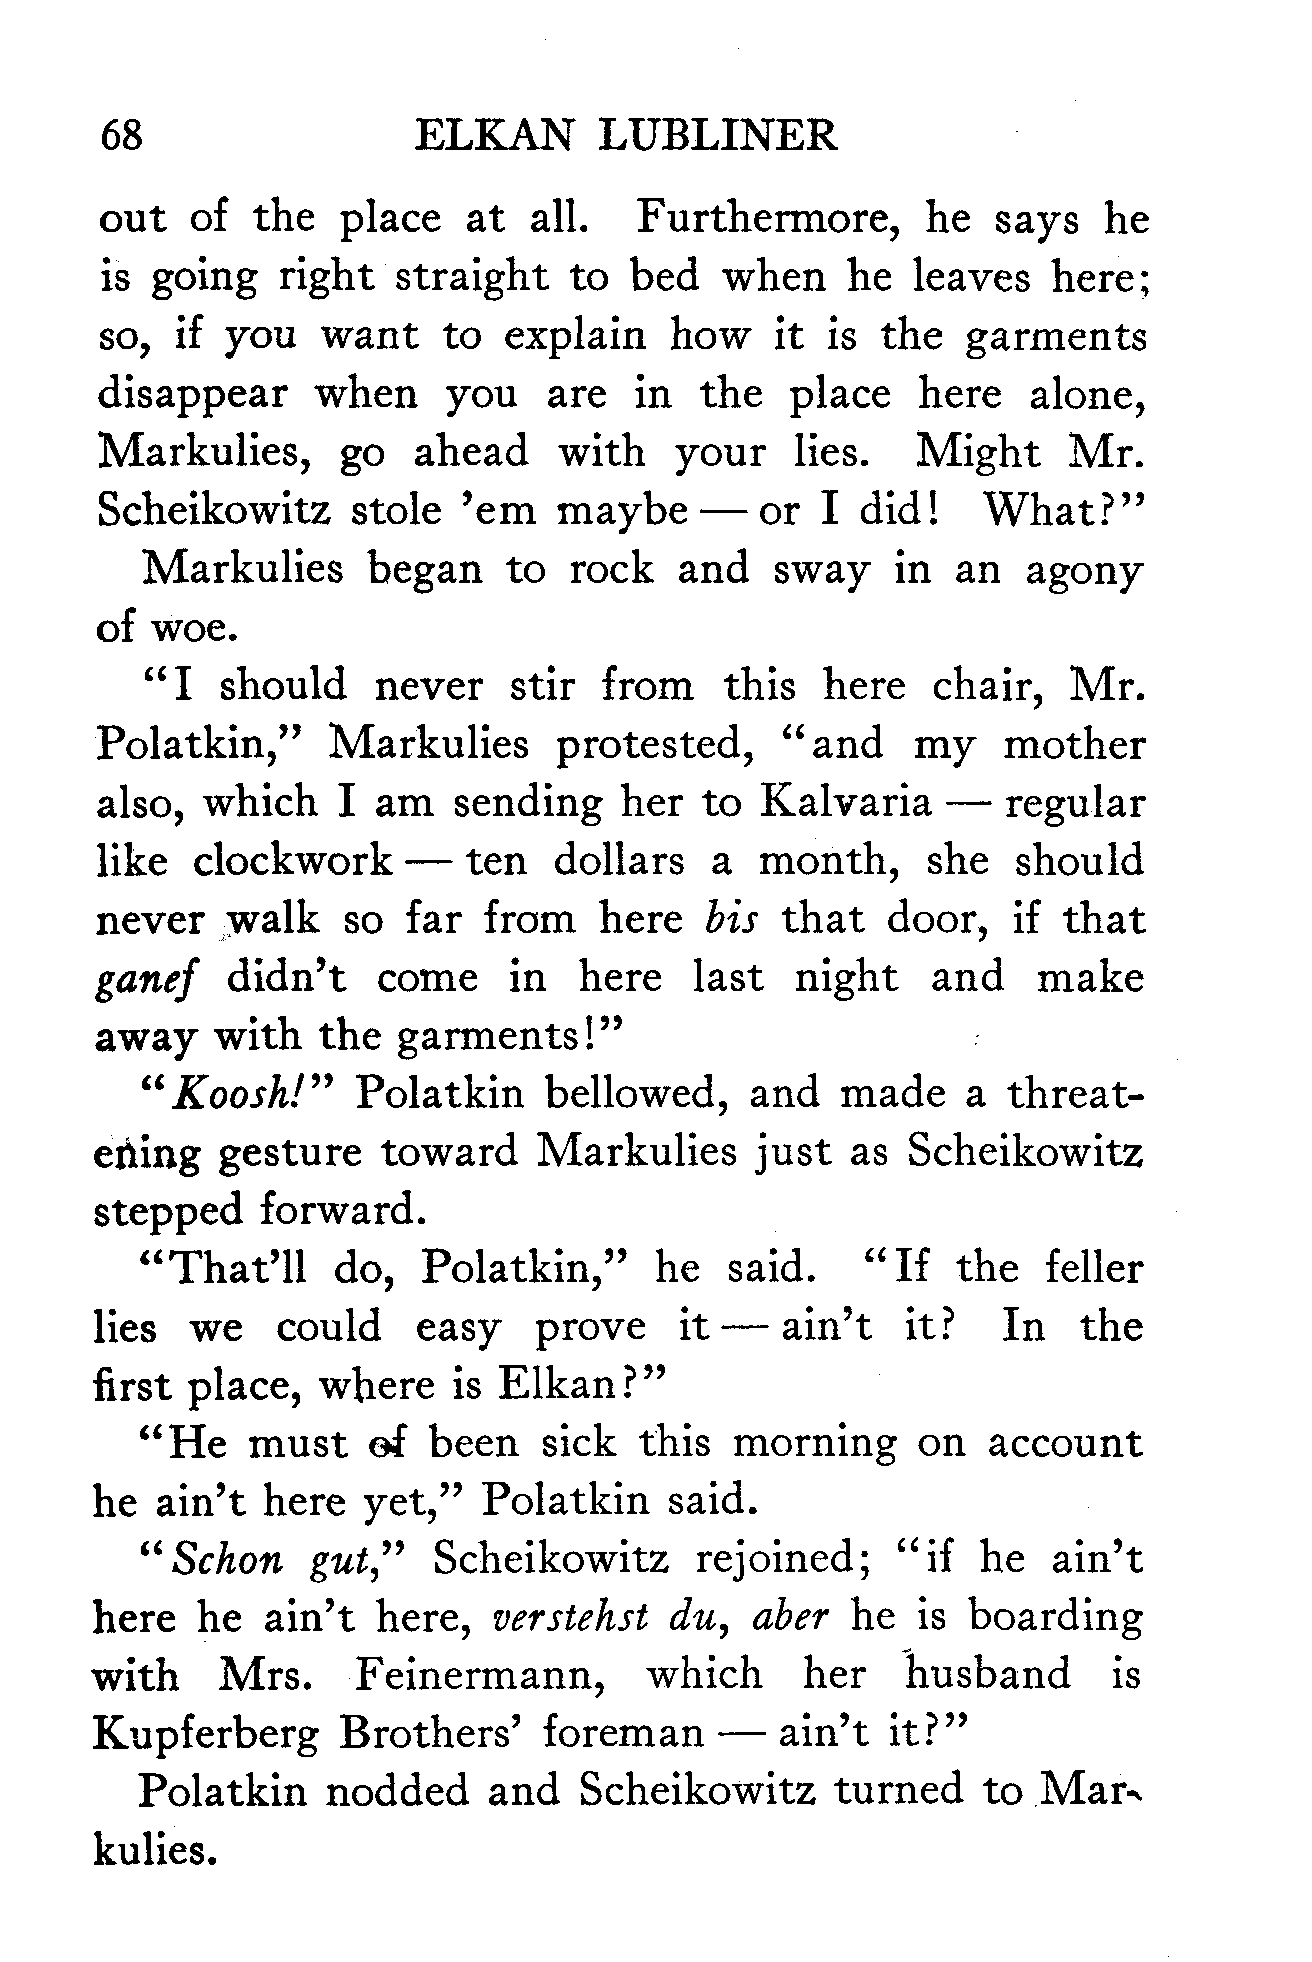 68 ELKAN LUBLINER
out of the place at all. Furthermore, he says he
is going right straight to bed when he leaves here;
so, if you want to explain how it is the garments
disappear when you are in the place here alone,
Markulies, go ahead with your lies. Might Mr.
Scheikowitz stole ’em maybe — or I did! What?”
Markulies began to rock and sway in an agony
of woe.
“I should never stir from this here chair, Mr.
Polatkin,” Markulies protested, “and my mother
also, which I am sending her to Kalvaria — regular
like clockwork — ten dollars a month, she should
never walk so far from here bis that door, if that
ganef didn’t come in here last night and make
away with the garments!”
“Koosh!” Polatkin bellowed, and made a threat-
ening gesture toward Markulies just as Scheikowitz
stepped forward.
“That’ll do, Polatkin,” he said. “If the feller
lies we could easy prove it — ain’t it? In the
first place, where is Elkan?”
“He must of been sick this morning on account
he ain’t here yet,” Polatkin said.
“Schon gut,” Scheikowitz rejoined; “if he ain’t
here he ain’t here, verstehst du, aber he is boarding
with Mrs. Feinermann, which her husband is
Kupferberg Brothers’ foreman — ain’t it?”
Polatkin nodded and Scheikowitz turned to Mar-
kulies.